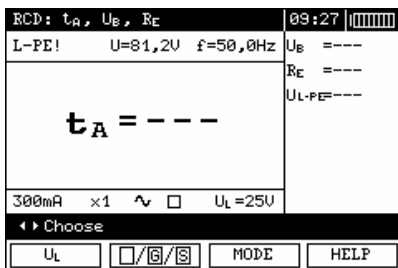 RCD: tA, UB, RE 09:27
L-PE! U=81,2V f=50,0Hz
UB =---
RE =---
UL-PE=---
tA = - - -
300mA ×1 ∿ □ UL=25V
◂ ▸ Choose
UL □/G/S MODE HELP